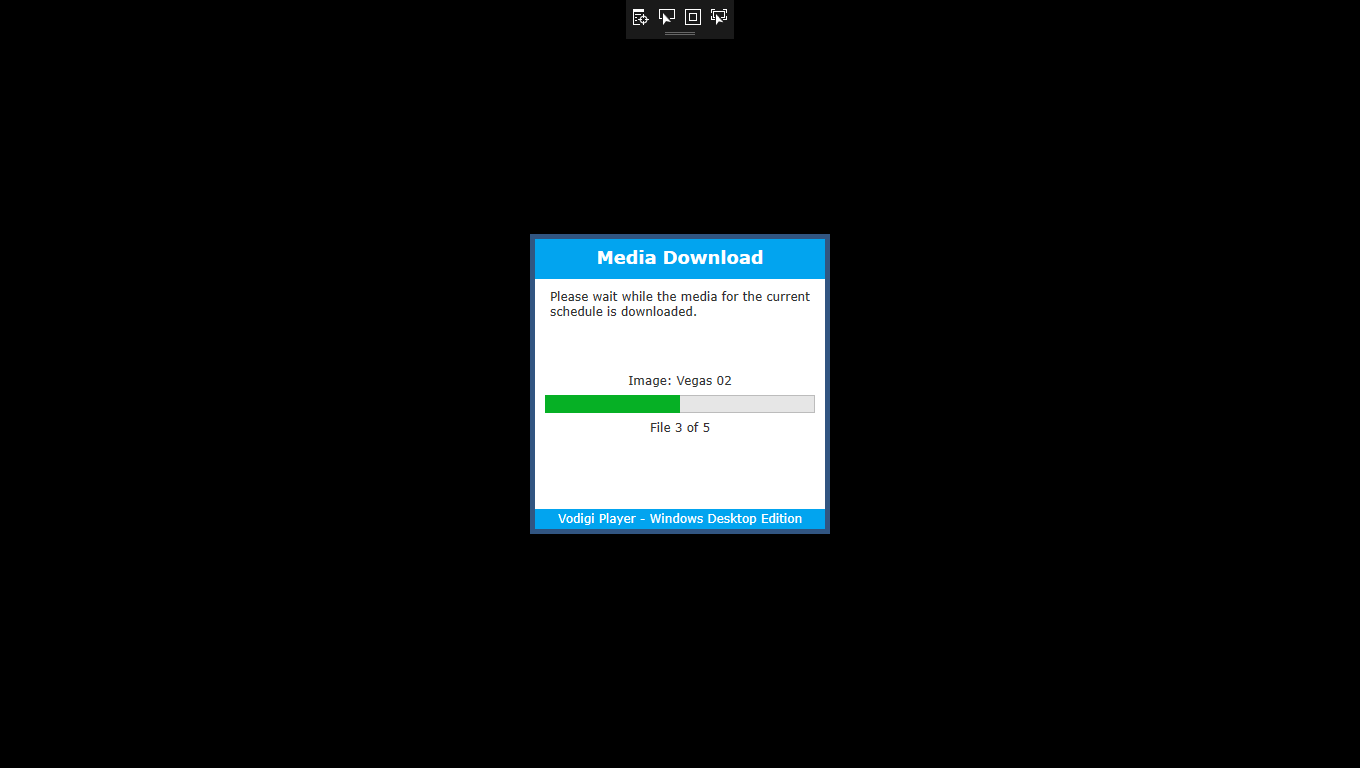 Media Download
Please wait while the media for the current
schedule is downloaded.
Image: Vegas 02
File 3 of 5
Vodigi Player - Windows Desktop Edition